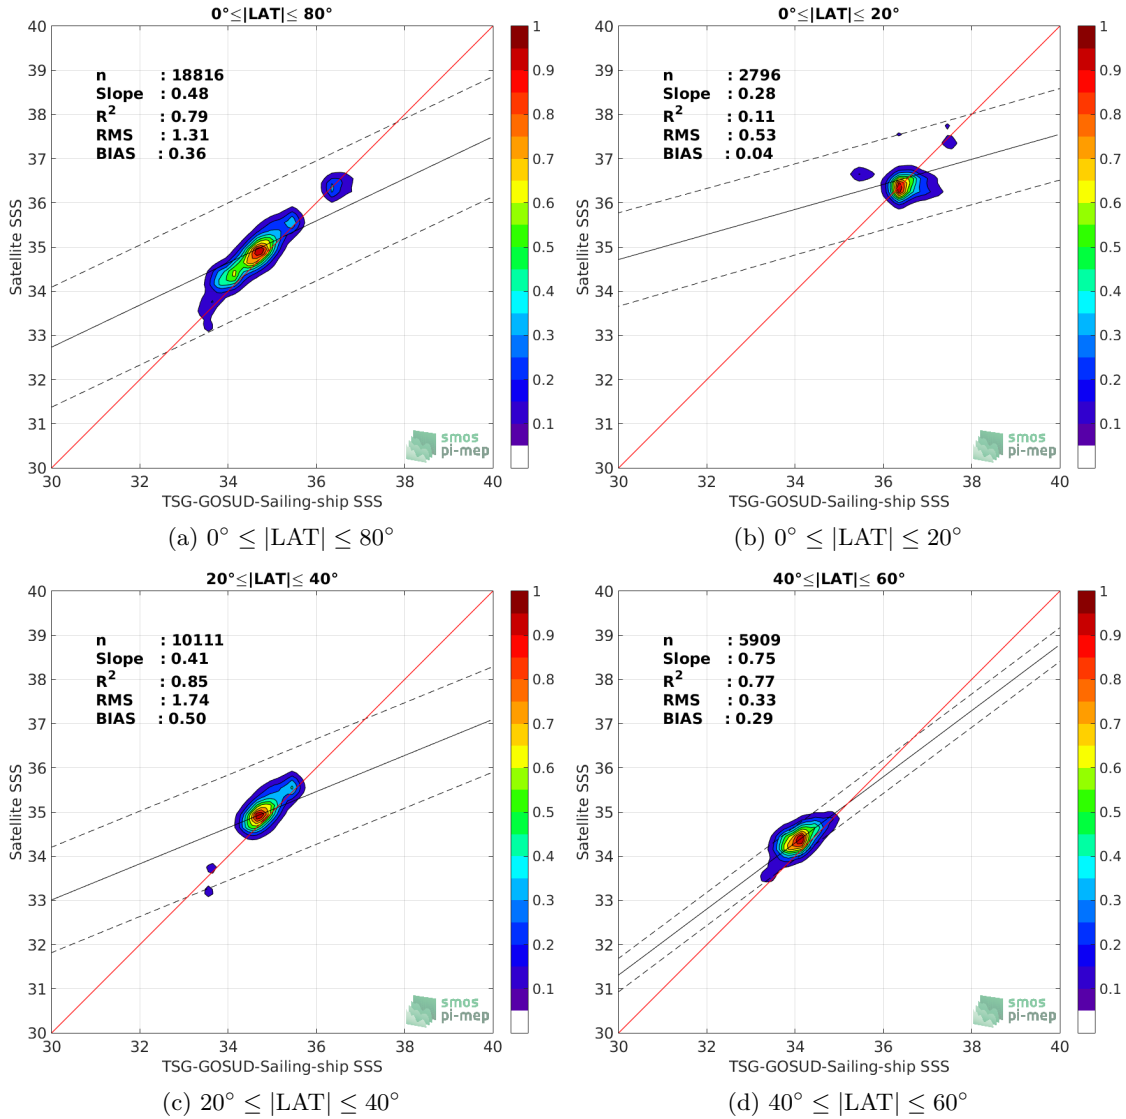 0°≤|LAT|≤ 80°
n : 18816
Slope : 0.48
R² : 0.79
RMS : 1.31
BIAS : 0.36
Satellite SSS
40
39
38
37
36
35
34
33
32
31
30
30 32 34 36 38 40
TSG-GOSUD-Sailing-ship SSS
1
0.9
0.8
0.7
0.6
0.5
0.4
0.3
0.2
0.1
smos
pi-mep
(a) 0° ≤ |LAT| ≤ 80°
0°≤|LAT|≤ 20°
n : 2796
Slope : 0.28
R² : 0.11
RMS : 0.53
BIAS : 0.04
Satellite SSS
40
39
38
37
36
35
34
33
32
31
30
30 32 34 36 38 40
TSG-GOSUD-Sailing-ship SSS
1
0.9
0.8
0.7
0.6
0.5
0.4
0.3
0.2
0.1
smos
pi-mep
(b) 0° ≤ |LAT| ≤ 20°
20°≤|LAT|≤ 40°
n : 10111
Slope : 0.41
R² : 0.85
RMS : 1.74
BIAS : 0.50
Satellite SSS
40
39
38
37
36
35
34
33
32
31
30
30 32 34 36 38 40
TSG-GOSUD-Sailing-ship SSS
1
0.9
0.8
0.7
0.6
0.5
0.4
0.3
0.2
0.1
smos
pi-mep
(c) 20° ≤ |LAT| ≤ 40°
40°≤|LAT|≤ 60°
n : 5909
Slope : 0.75
R² : 0.77
RMS : 0.33
BIAS : 0.29
Satellite SSS
40
39
38
37
36
35
34
33
32
31
30
30 32 34 36 38 40
TSG-GOSUD-Sailing-ship SSS
1
0.9
0.8
0.7
0.6
0.5
0.4
0.3
0.2
0.1
smos
pi-mep
(d) 40° ≤ |LAT| ≤ 60°